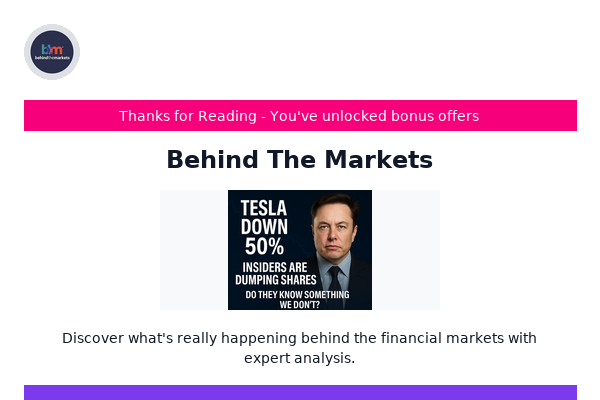 btm
behindthemarkets
Thanks for Reading - You've unlocked bonus offers
Behind The Markets
TESLA
DOWN
50%
INSIDERS ARE
DUMPING SHARES
DO THEY KNOW SOMETHING
WE DON'T?
Discover what's really happening behind the financial markets with
expert analysis.